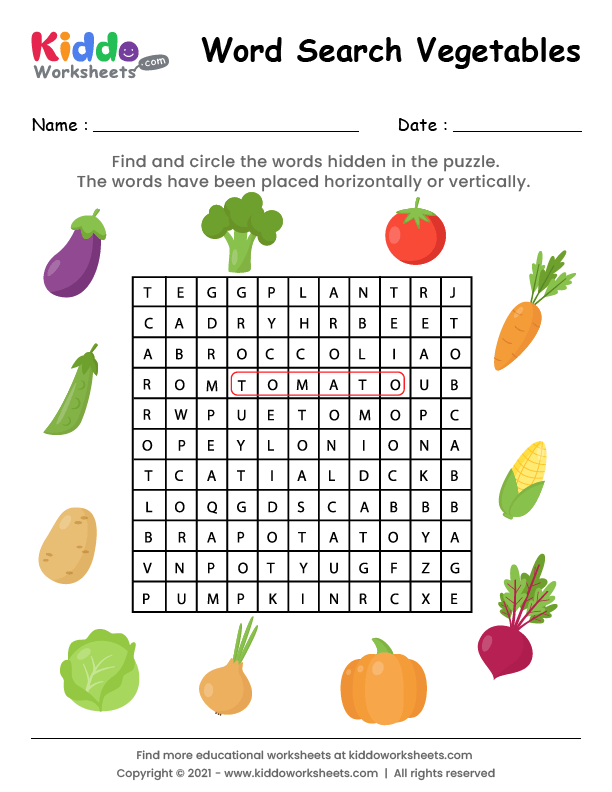 Kiddo
Worksheets.com
Word Search Vegetables
Name :
Date :
Find and circle the words hidden in the puzzle.
The words have been placed horizontally or vertically.
T E G G P L A N T R J
C A D R Y H R B E E T
A B R O C C O L I A O
R O M T O M A T O U B
R W P U E T O M O P C
O P E Y L O N I O N A
T C A T I A L D C K B
L O Q G D S C A B B B
B R A P O T A T O Y A
V N P O T Y U G F Z G
P U M P K I N R C X E
Find more educational worksheets at kiddoworksheets.com
Copyright © 2021 - www.kiddoworksheets.com | All rights reserved